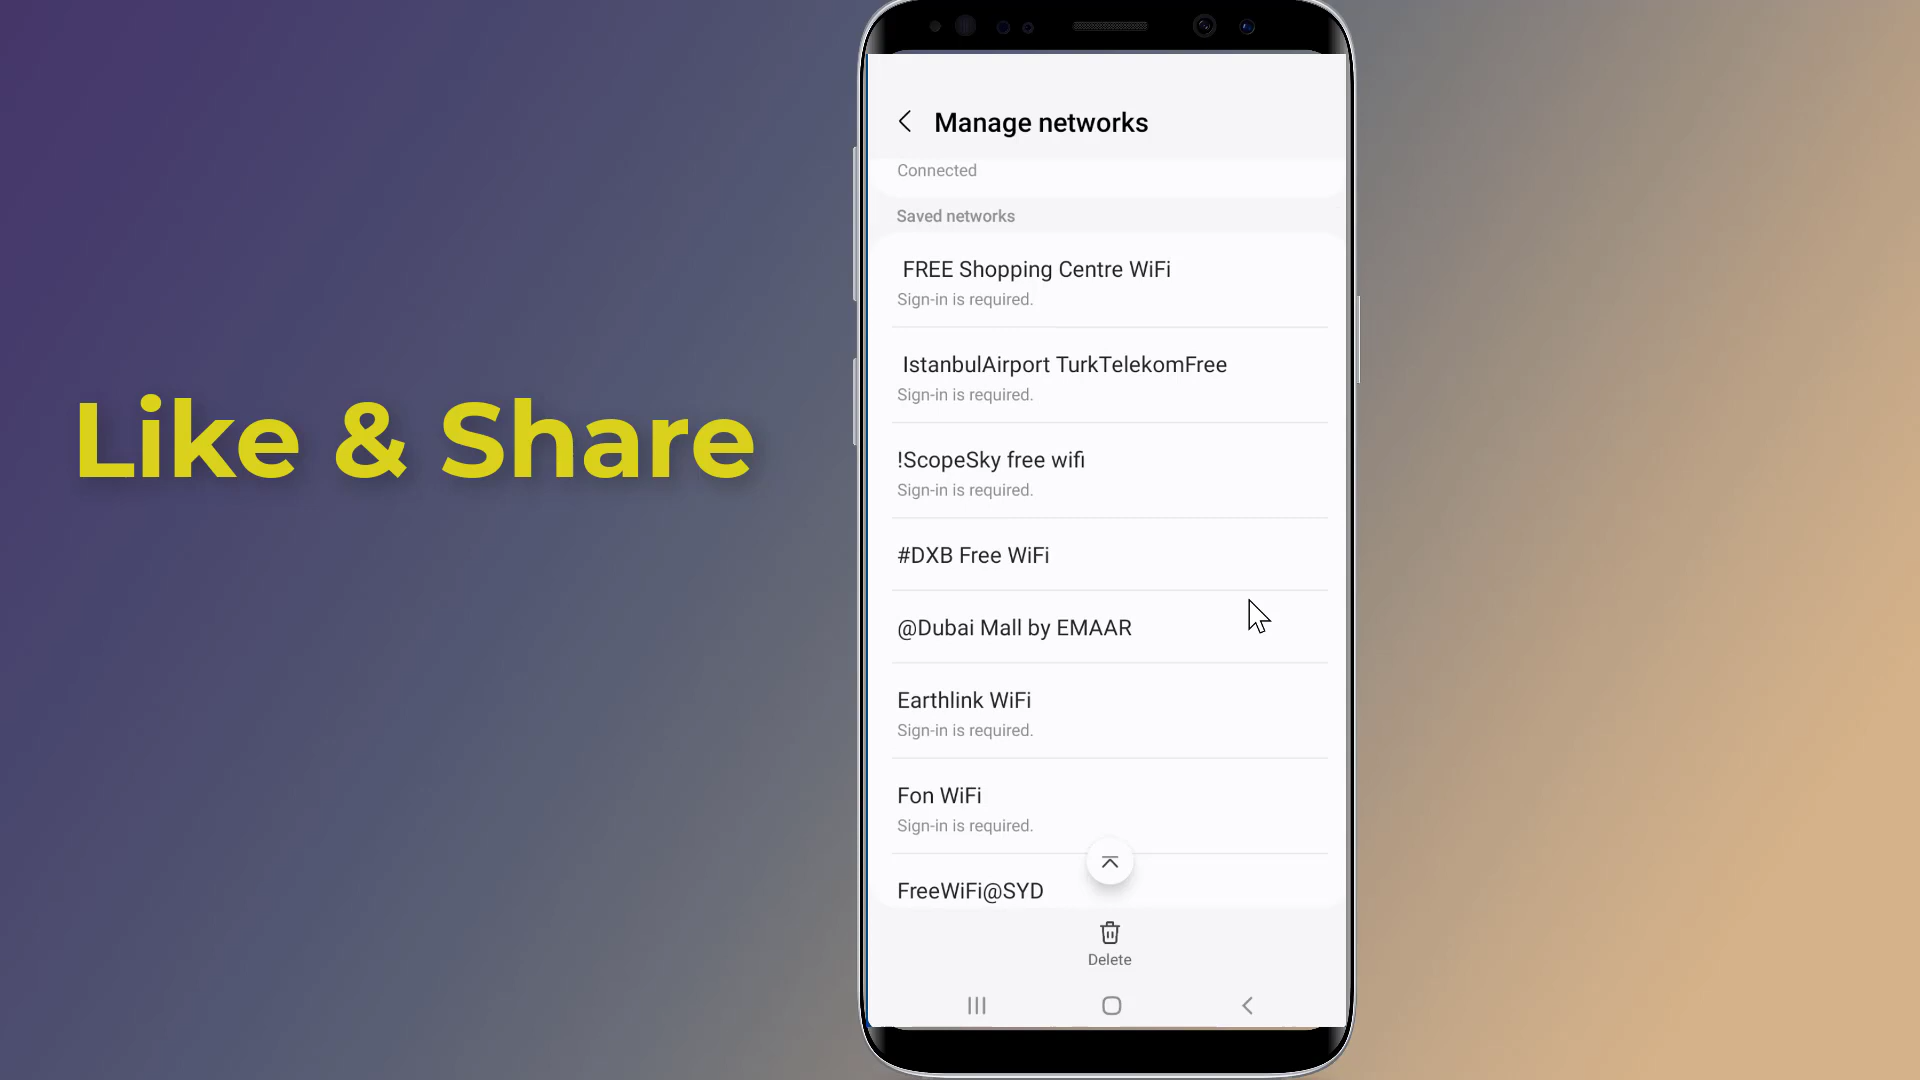 Like & Share
Manage networks
Connected
Saved networks
FREE Shopping Centre WiFi
Sign-in is required.
IstanbulAirport TurkTelekomFree
Sign-in is required.
!ScopeSky free wifi
Sign-in is required.
#DXB Free WiFi
@Dubai Mall by EMAAR
Earthlink WiFi
Sign-in is required.
Fon WiFi
Sign-in is required.
FreeWiFi@SYD
Delete